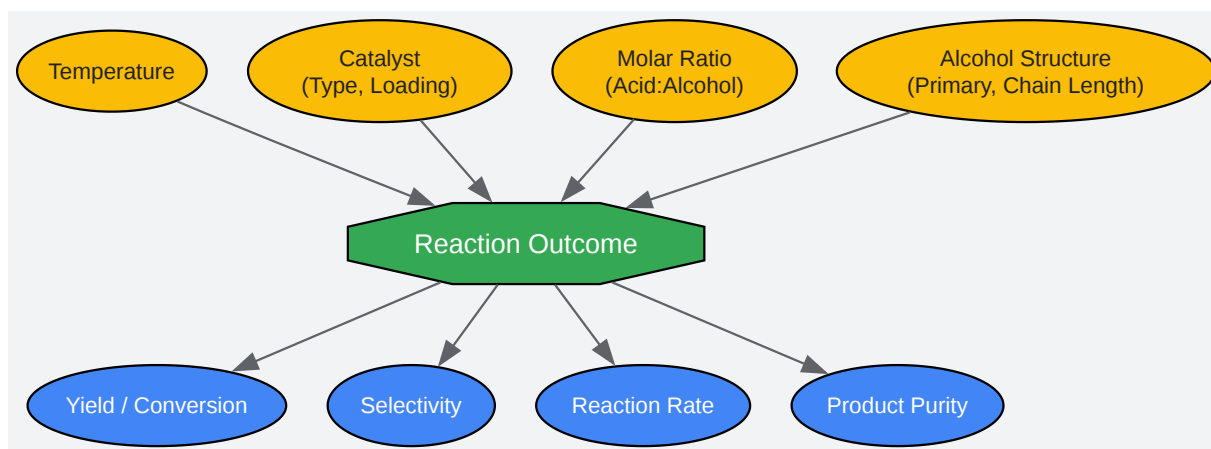 Temperature
Catalyst
(Type, Loading)
Molar Ratio
(Acid:Alcohol)
Alcohol Structure
(Primary, Chain Length)
Reaction Outcome
Yield / Conversion
Selectivity
Reaction Rate
Product Purity